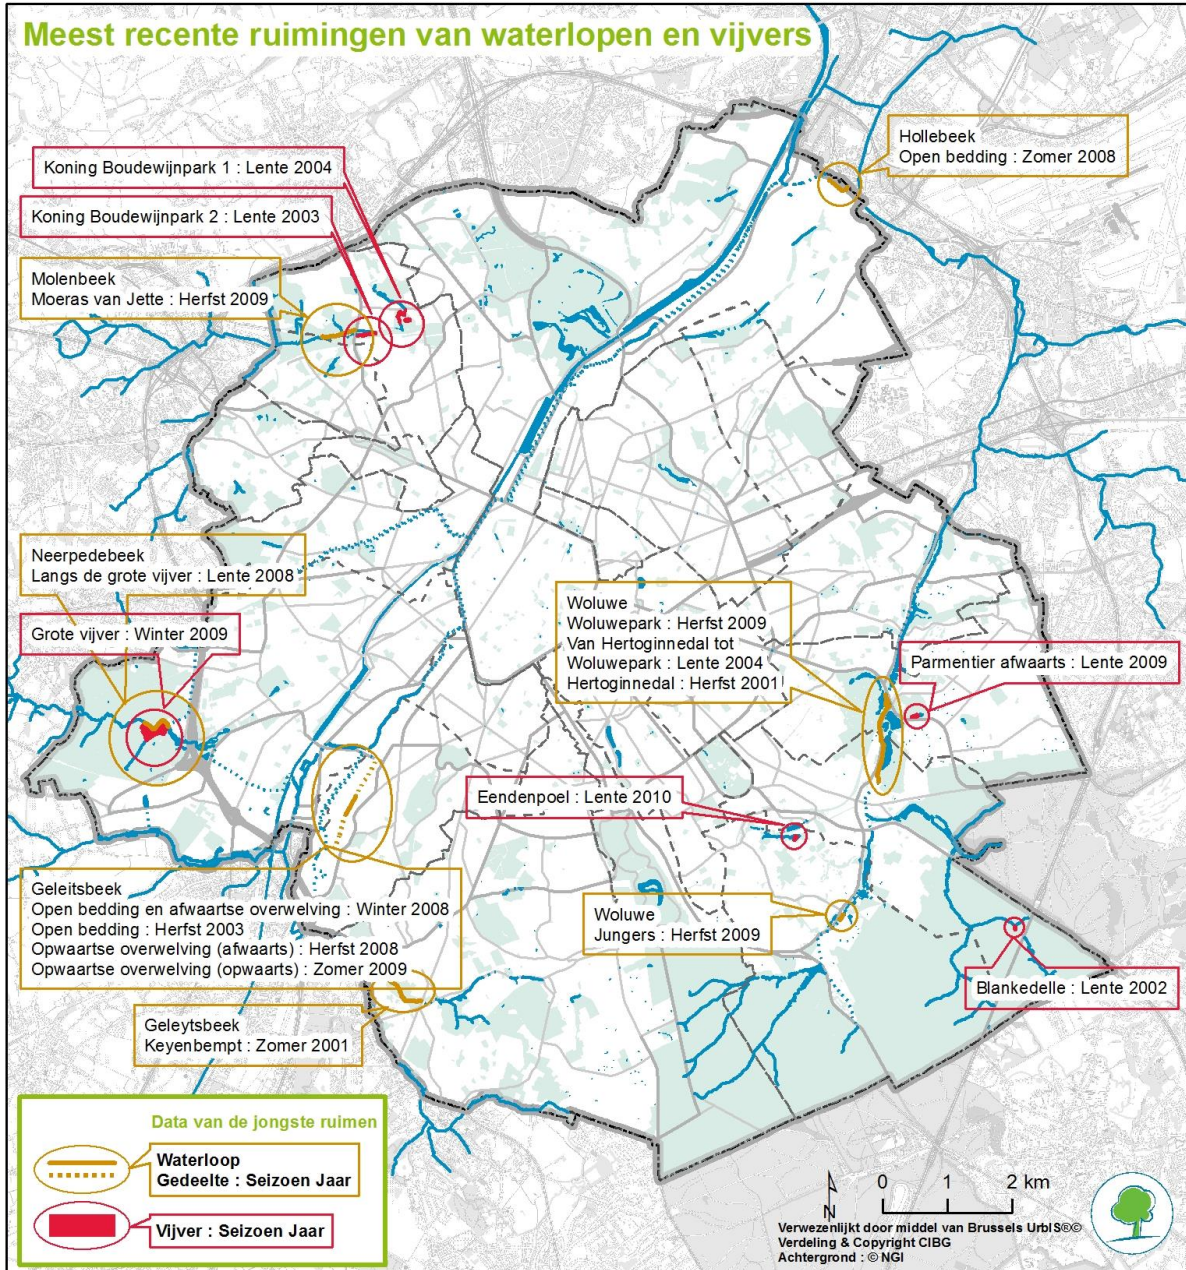 Meest recente ruimingen van waterlopen en vijvers
Hollebeek
Open bedding : Zomer 2008
Koning Boudewijnpark 1 : Lente 2004
Koning Boudewijnpark 2 : Lente 2003
Molenbeek
Moeras van Jette : Herfst 2009
Neerpedebeek
Langs de grote vijver : Lente 2008
Grote vijver : Winter 2009
Woluwe
Woluwepark : Herfst 2009
Van Hertoginnedal tot
Woluwepark : Lente 2004
Hertoginnedal : Herfst 2001
Parmentier afwaarts : Lente 2009
Eendenpoel : Lente 2010
Geleitsbeek
Open bedding en afwaartse overwelving : Winter 2008
Open bedding : Herfst 2003
Opwaartse overwelving (afwaarts) : Herfst 2008
Opwaartse overwelving (opwaarts) : Zomer 2009
Woluwe
Jungers : Herfst 2009
Blankedelle : Lente 2002
Geleytsbeek
Keyenbempt : Zomer 2001
Data van de jongste ruimen
Waterloop
Gedeelte : Seizoen Jaar
Vijver : Seizoen Jaar
N
0 1 2 km
Verwezenlijkt door middel van Brussels UrbIS®©
Verdeling & Copyright CIBG
Achtergrond : © NGI